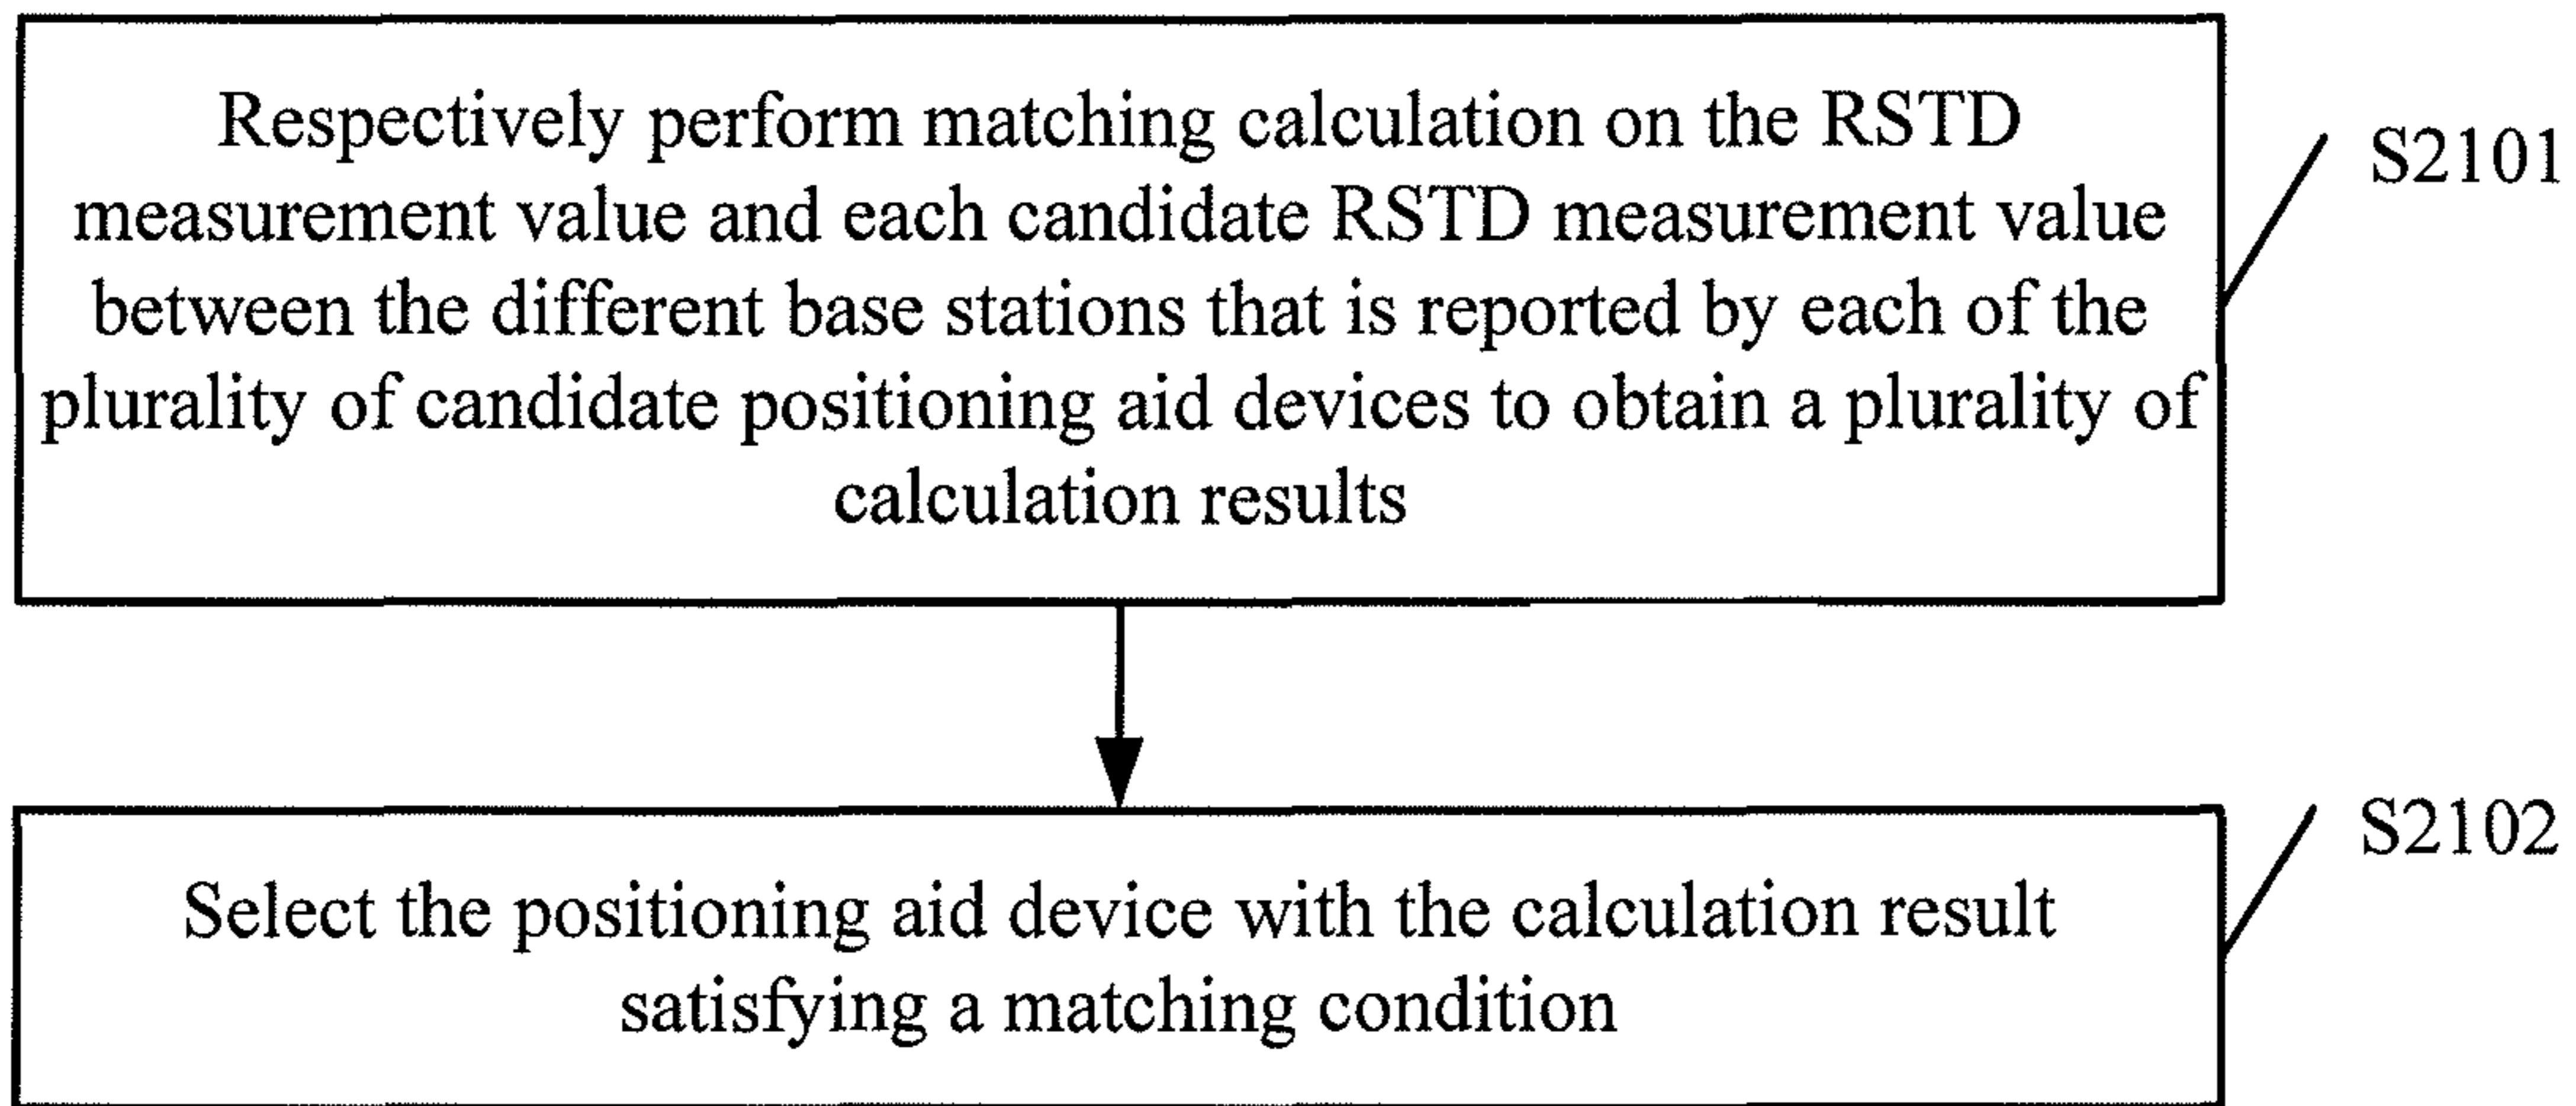 Respectively perform matching calculation on the RSTD
measurement value and each candidate RSTD measurement value
between the different base stations that is reported by each of the
plurality of candidate positioning aid devices to obtain a plurality of
calculation results
S2101
Select the positioning aid device with the calculation result
satisfying a matching condition
S2102